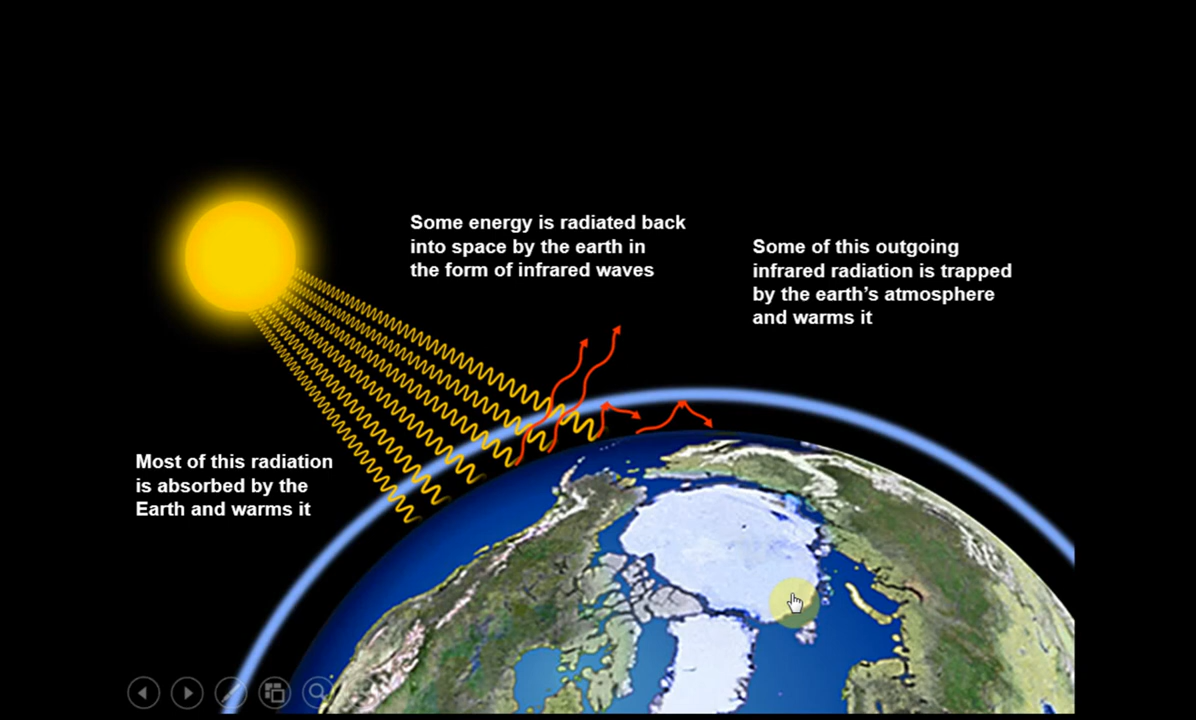 Some energy is radiated back
into space by the earth in
the form of infrared waves
Some of this outgoing
infrared radiation is trapped
by the earth's atmosphere
and warms it
Most of this radiation
is absorbed by the
Earth and warms it